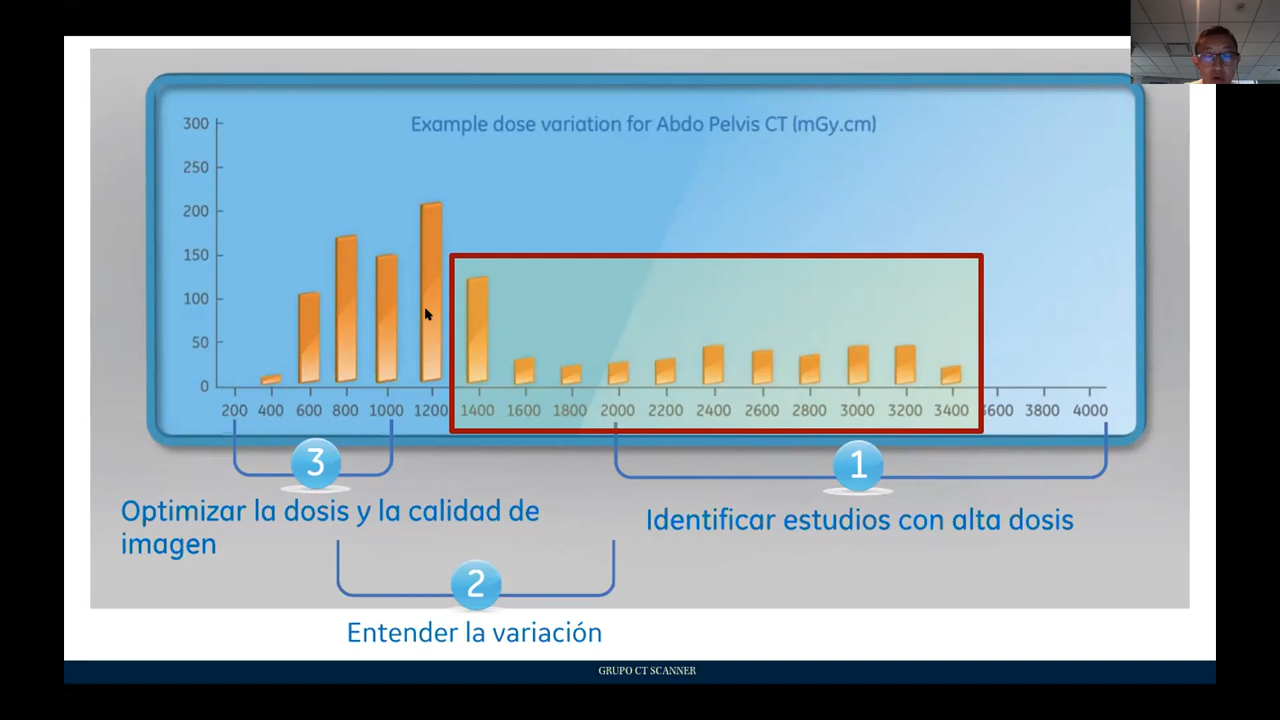 Example dose variation for Abdo Pelvis CT (mGy.cm)
300
250
200
150
100
50
0
200 400 600 800 1000 1200 1400 1600 1800 2000 2200 2400 2600 2800 3000 3200 3400 3600 3800 4000
3
1
Optimizar la dosis y la calidad de
imagen
Identificar estudios con alta dosis
2
Entender la variación
GRUPO CT SCANNER